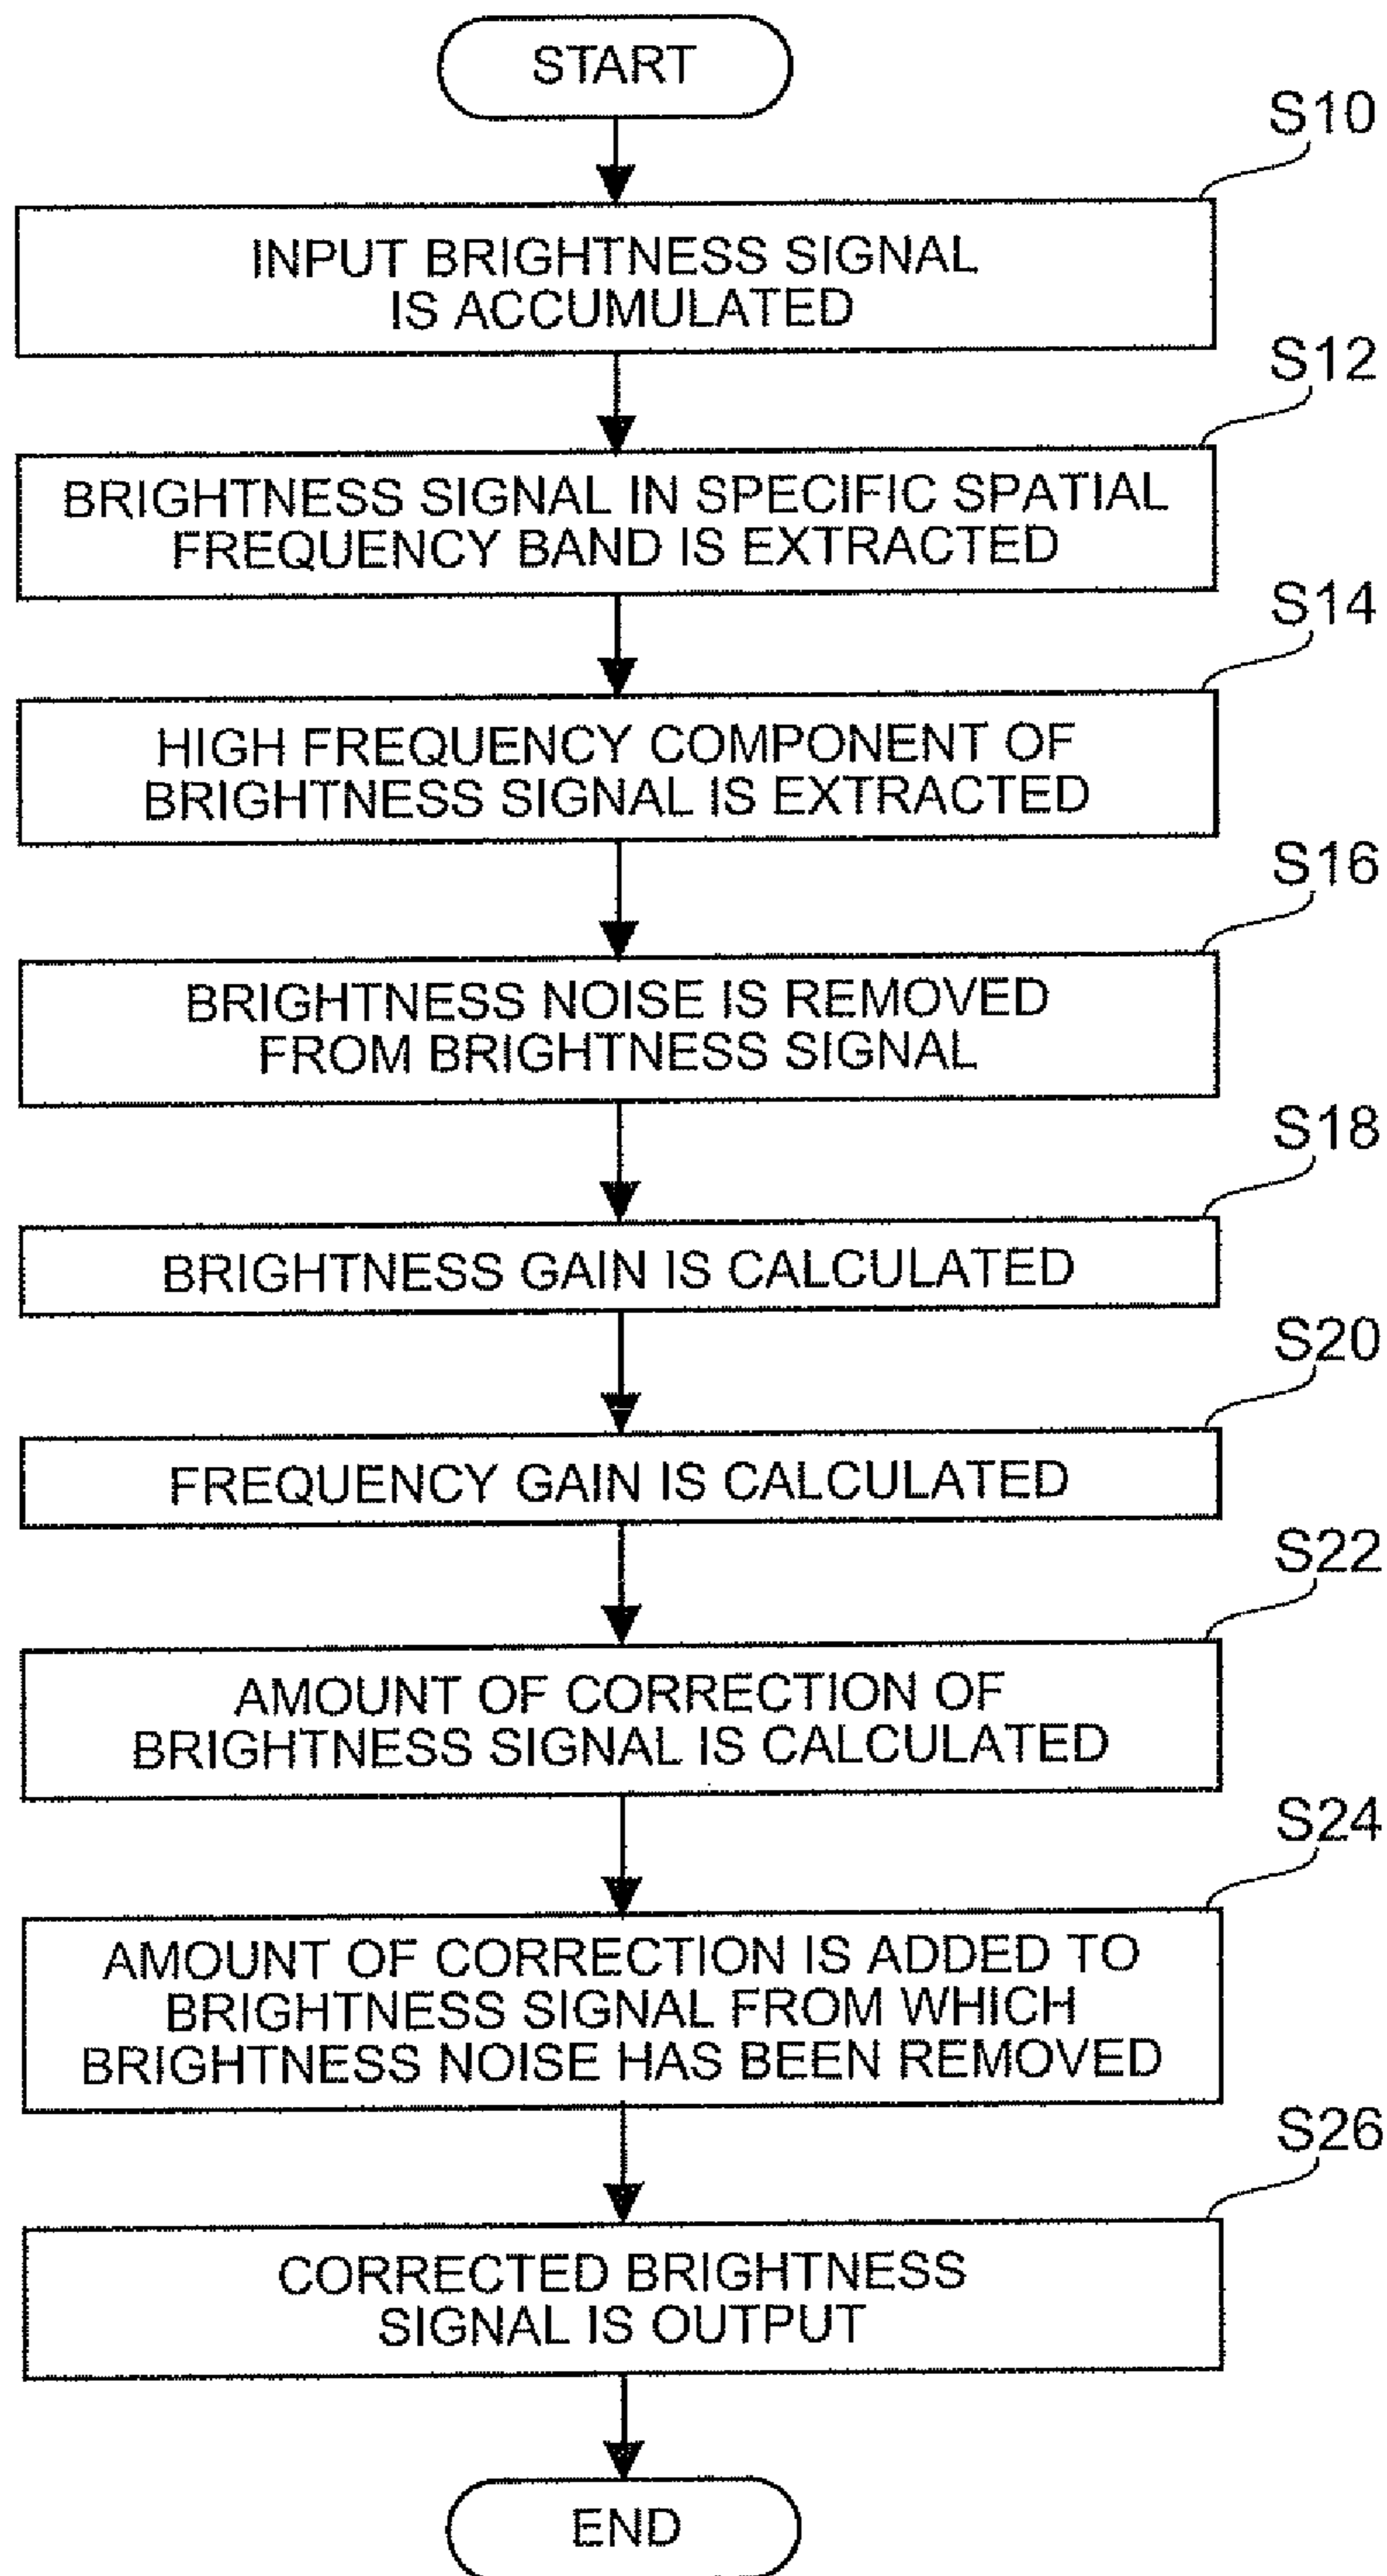 START
S10
INPUT BRIGHTNESS SIGNAL
IS ACCUMULATED
S12
BRIGHTNESS SIGNAL IN SPECIFIC SPATIAL
FREQUENCY BAND IS EXTRACTED
S14
HIGH FREQUENCY COMPONENT OF
BRIGHTNESS SIGNAL IS EXTRACTED
S16
BRIGHTNESS NOISE IS REMOVED
FROM BRIGHTNESS SIGNAL
S18
BRIGHTNESS GAIN IS CALCULATED
S20
FREQUENCY GAIN IS CALCULATED
S22
AMOUNT OF CORRECTION OF
BRIGHTNESS SIGNAL IS CALCULATED
S24
AMOUNT OF CORRECTION IS ADDED TO
BRIGHTNESS SIGNAL FROM WHICH
BRIGHTNESS NOISE HAS BEEN REMOVED
S26
CORRECTED BRIGHTNESS
SIGNAL IS OUTPUT
END